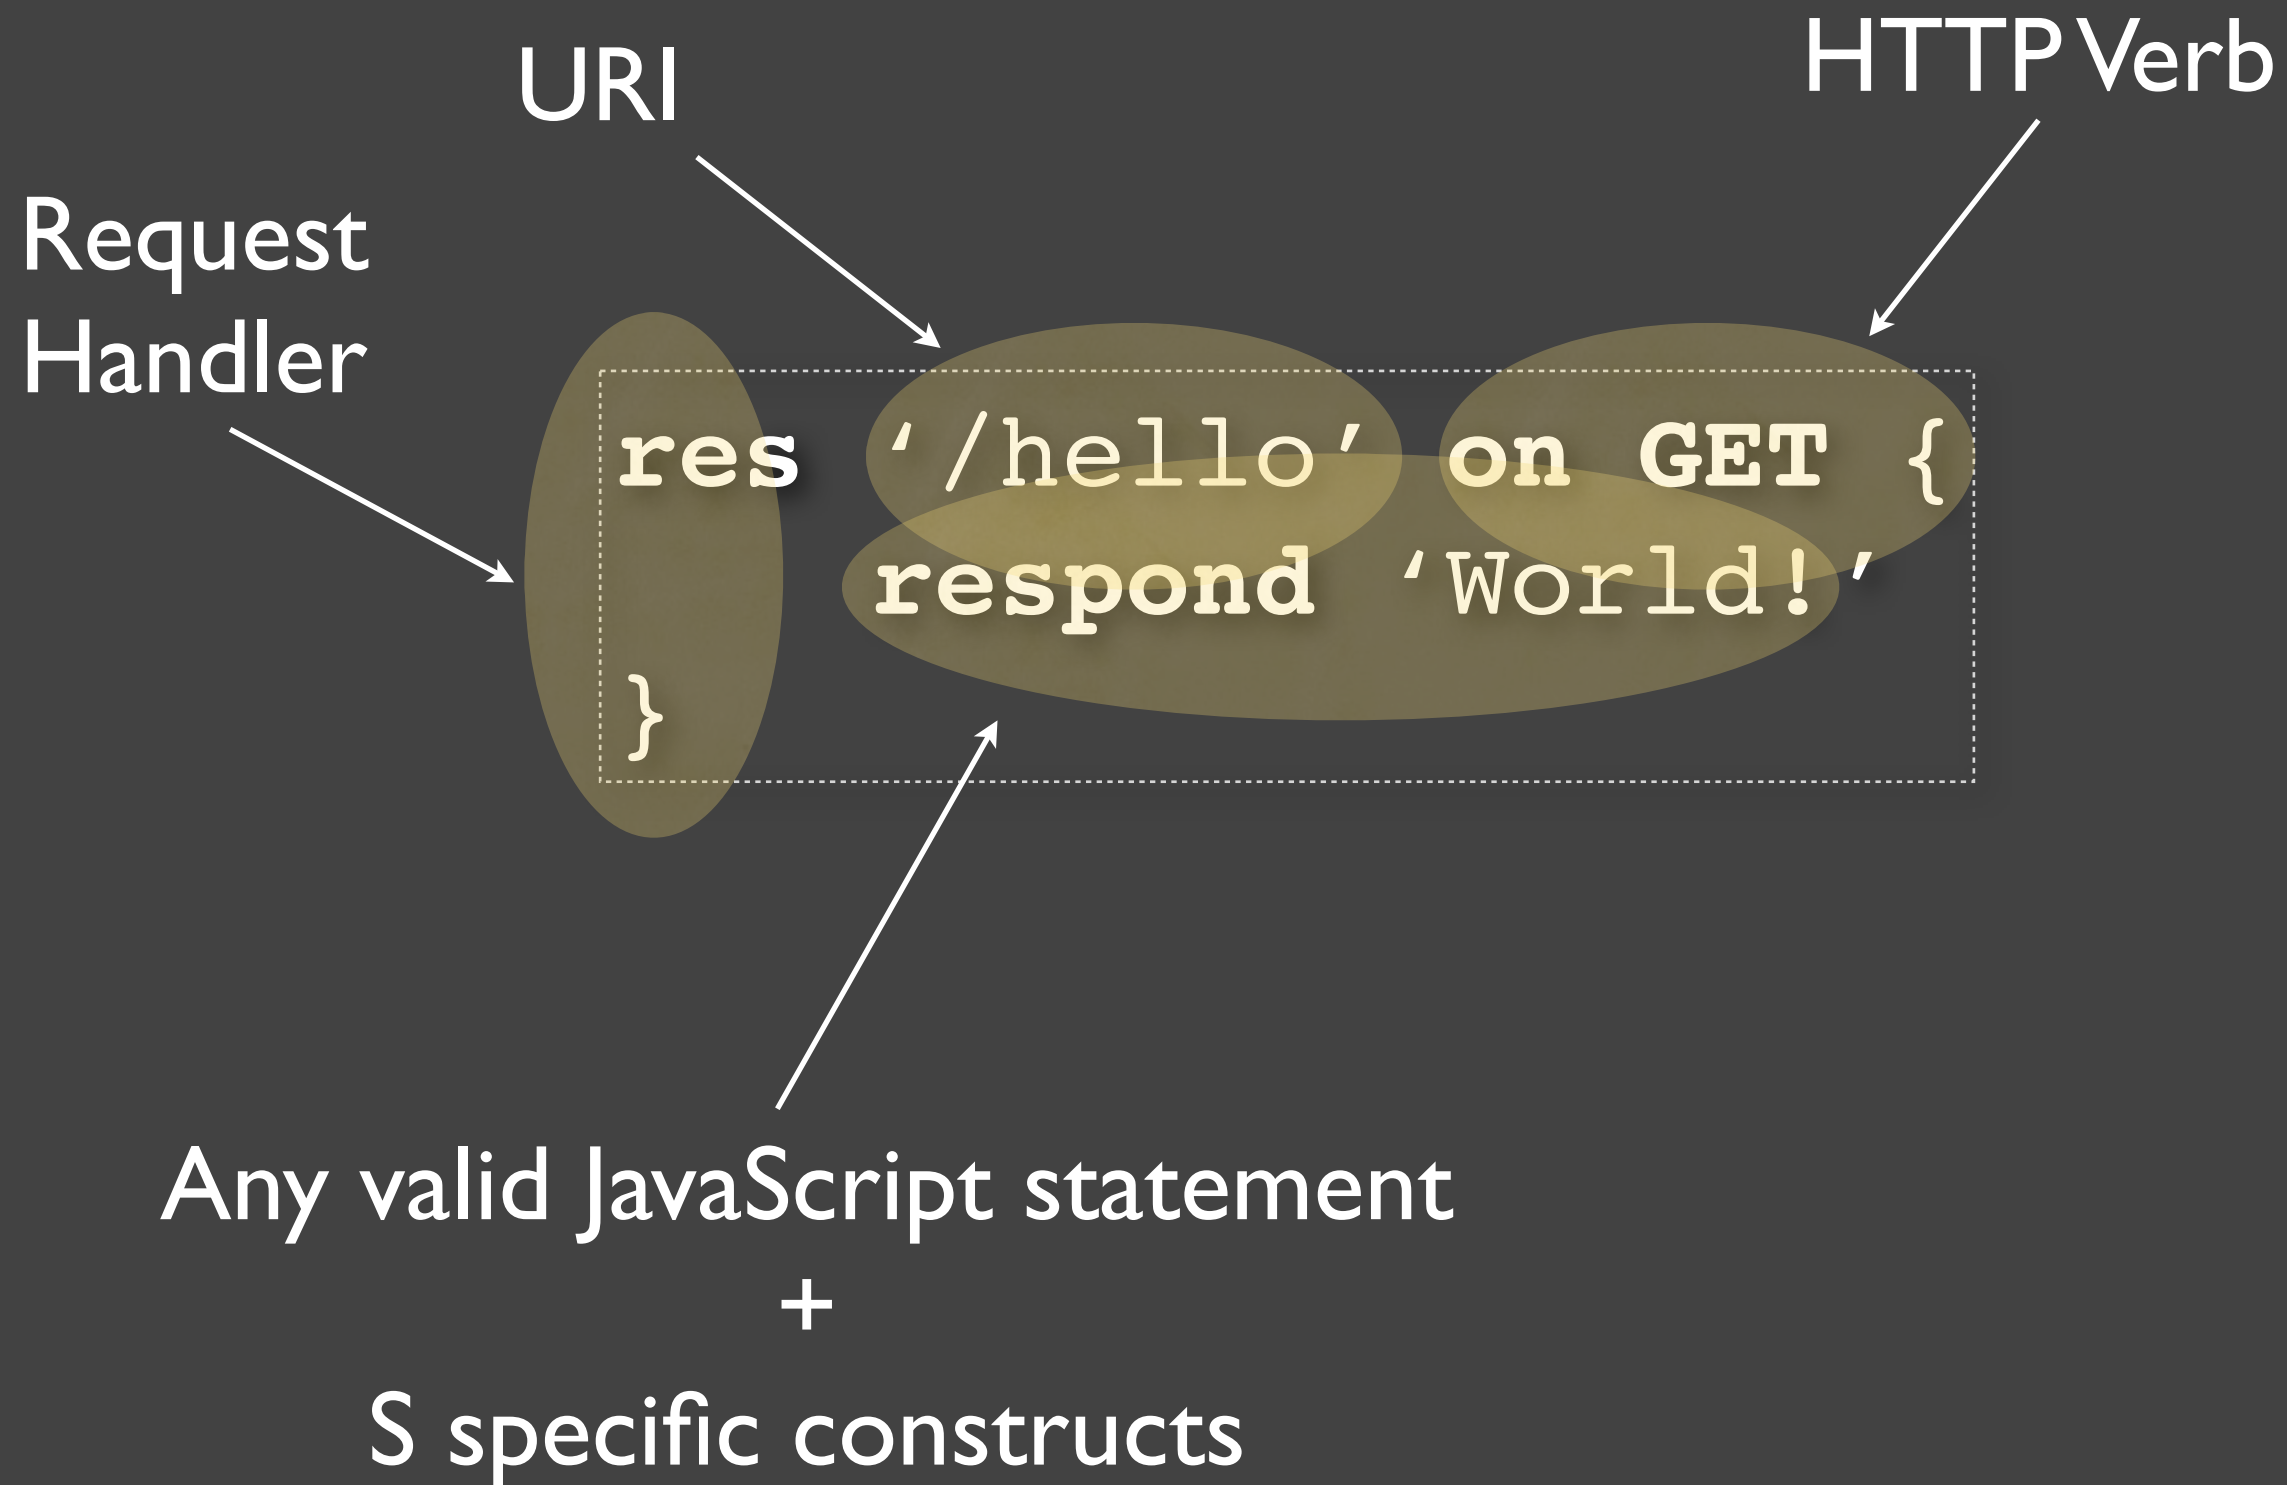 URI
HTTP Verb
Request
Handler
res ‘/hello’ on GET {
respond ‘World!’
}
Any valid JavaScript statement
+
S specific constructs